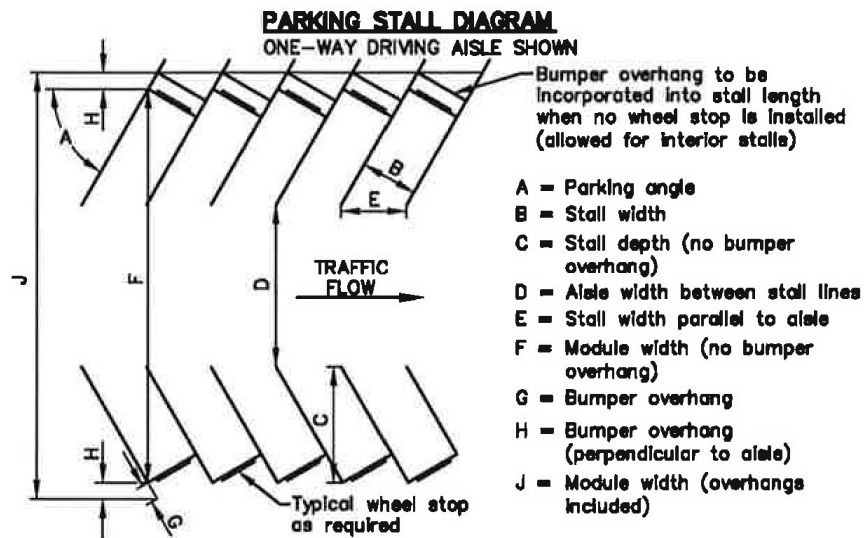 PARKING STALL DIAGRAM
ONE-WAY DRIVING AISLE SHOWN
Bumper overhang to be
incorporated into stall length
when no wheel stop is installed
(allowed for interior stalls)
H
A
B
E
A = Parking angle
B = Stall width
C = Stall depth (no bumper
overhang)
D = Aisle width between stall lines
E = Stall width parallel to aisle
F = Module width (no bumper
overhang)
G = Bumper overhang
H = Bumper overhang
(perpendicular to aisle)
J = Module width (overhangs
included)
J
F
D
TRAFFIC
FLOW
C
H
G
Typical wheel stop
as required